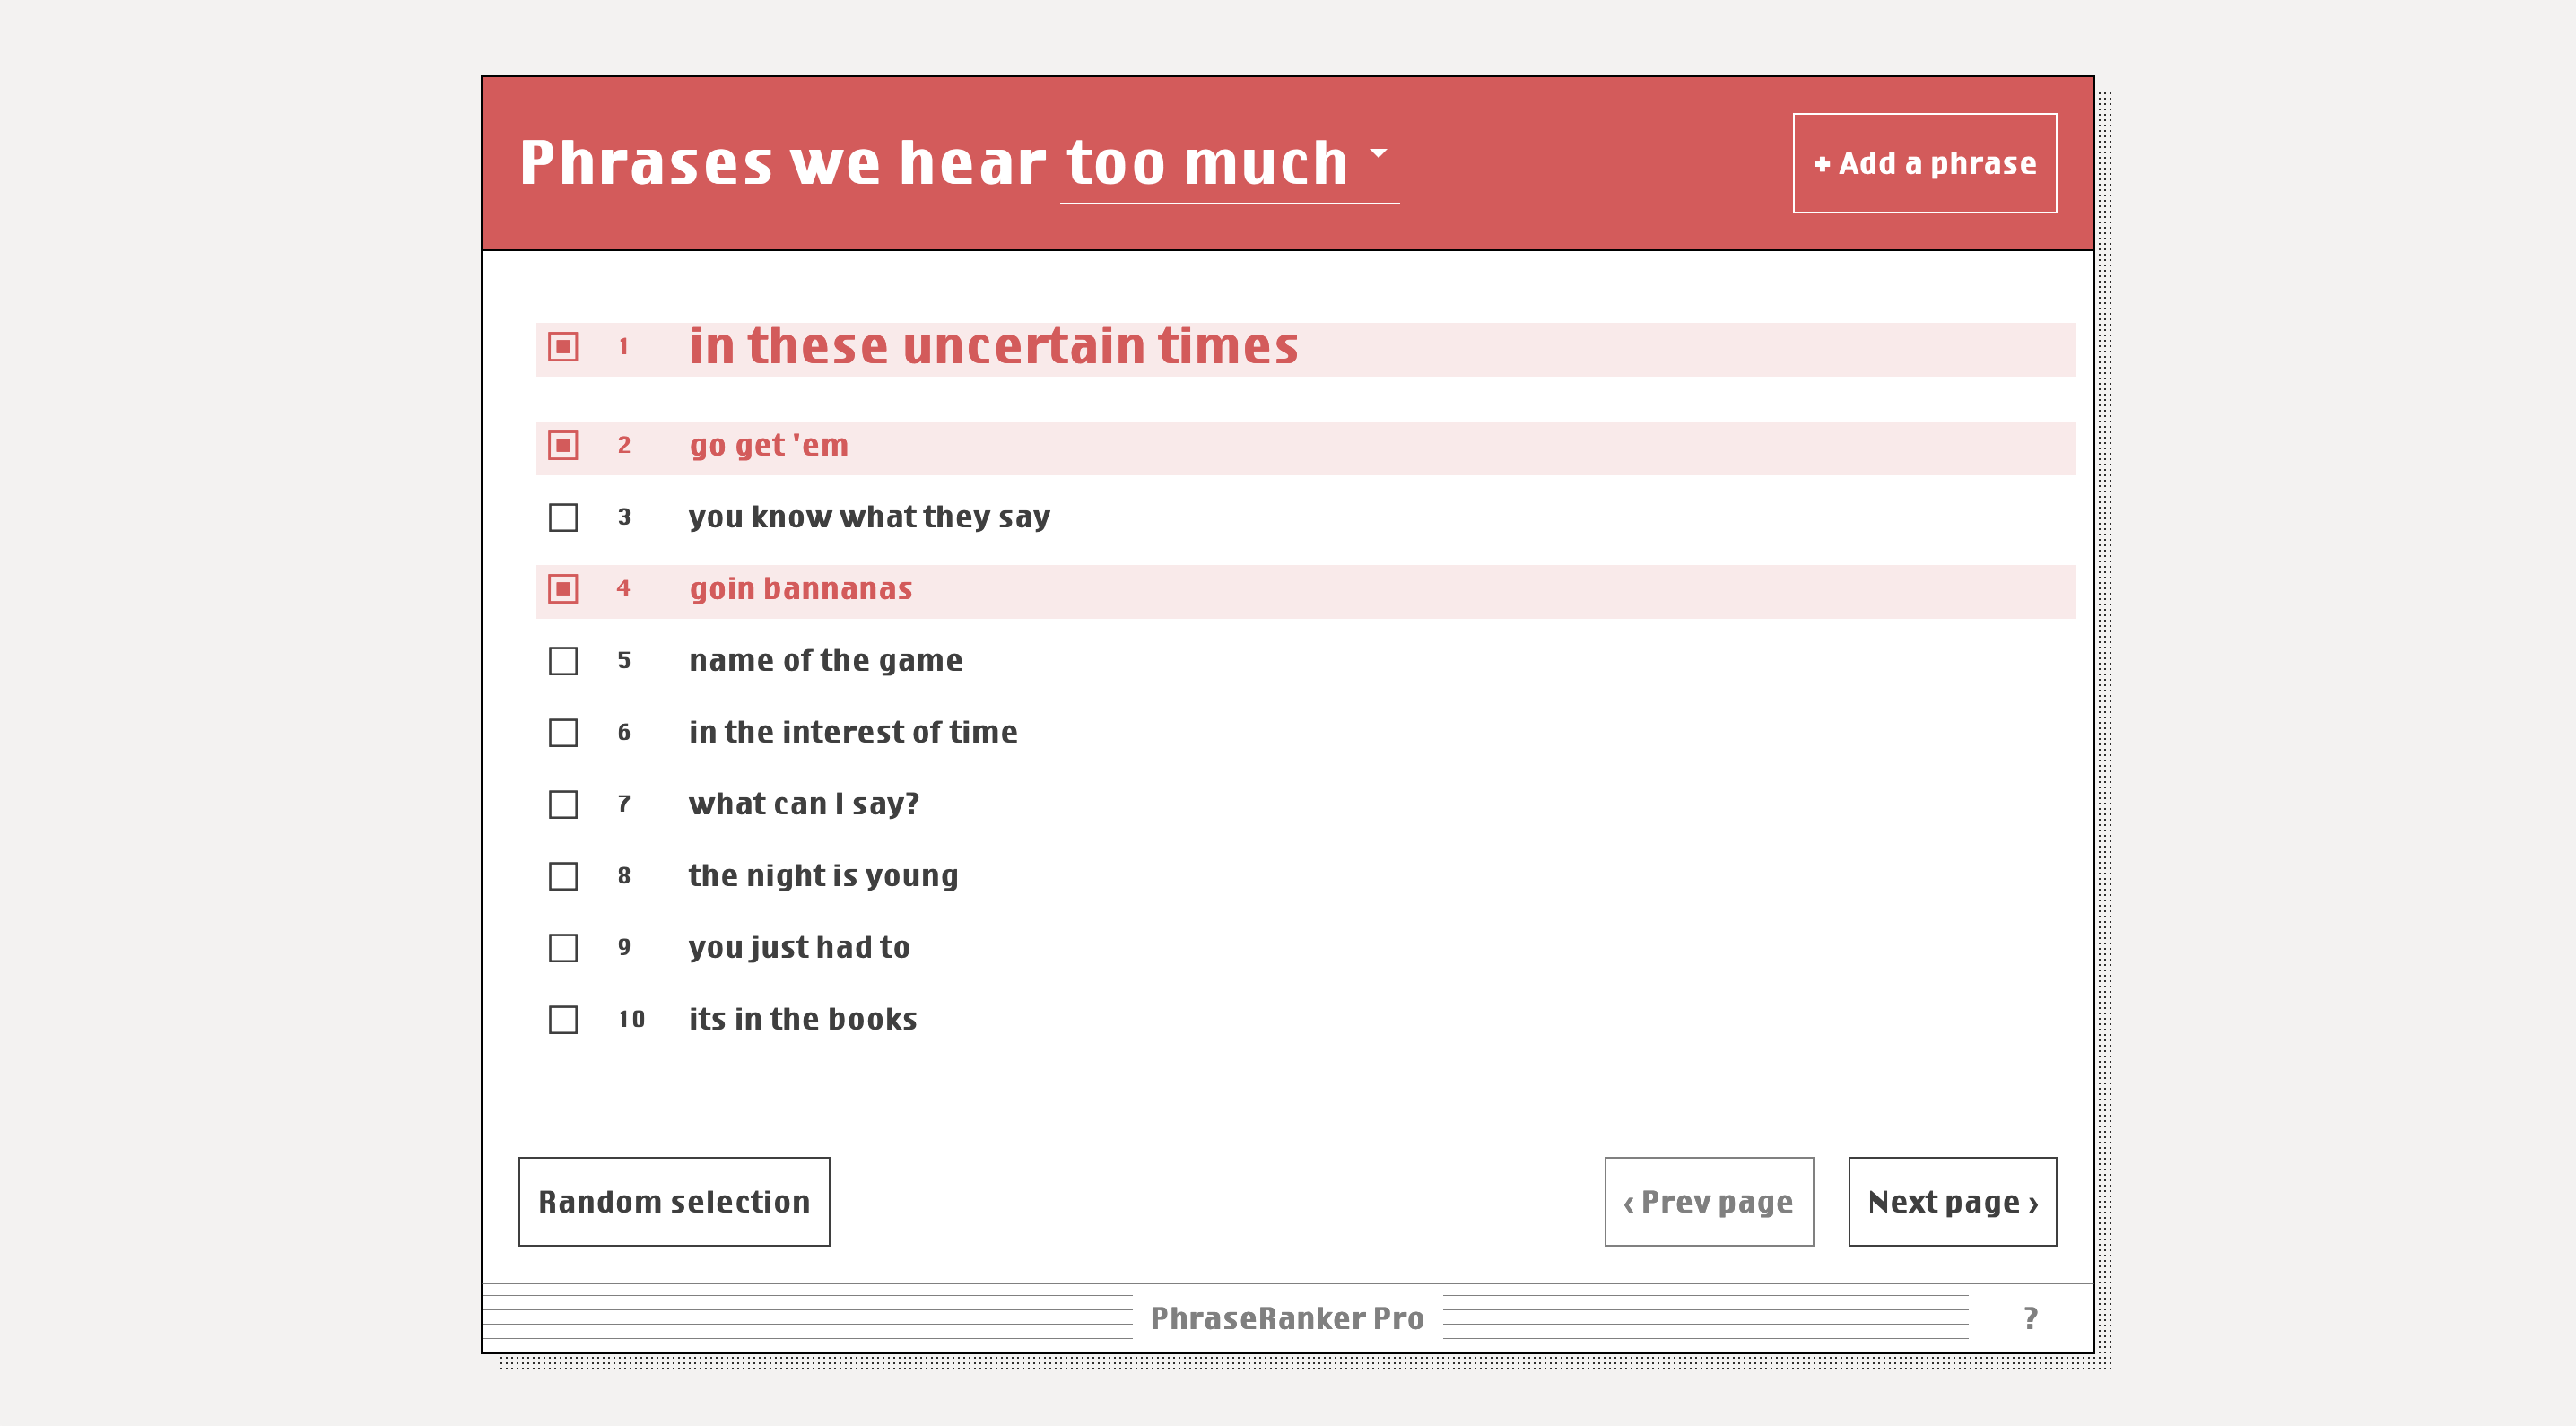 Phrases we hear too much
+ Add a phrase
1 in these uncertain times
2 go get 'em
3 you know what they say
4 goin bannanas
5 name of the game
6 in the interest of time
7 what can I say?
8 the night is young
9 you just had to
10 its in the books
Random selection
‹ Prev page
Next page ›
PhraseRanker Pro
?